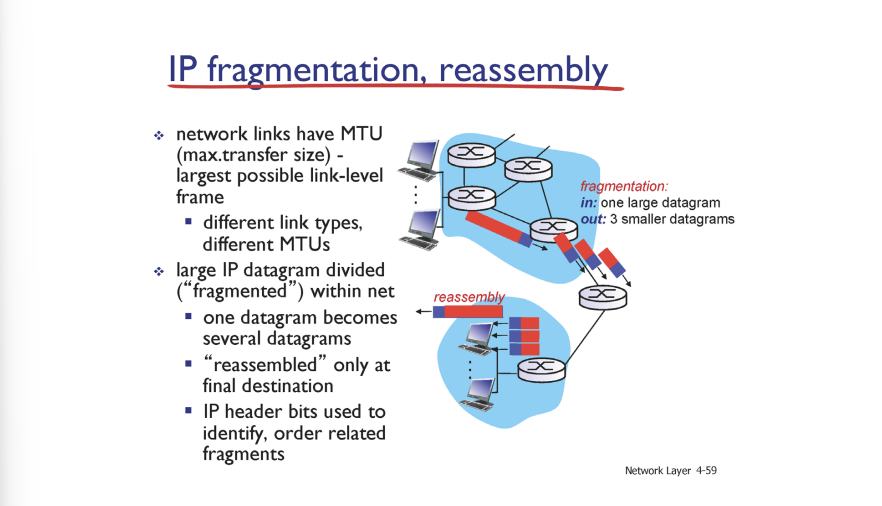 IP fragmentation, reassembly
❖ network links have MTU
(max.transfer size) -
largest possible link-level
frame
▪ different link types,
different MTUs
❖ large IP datagram divided
(“fragmented”) within net
▪ one datagram becomes
several datagrams
▪ “reassembled” only at
final destination
▪ IP header bits used to
identify, order related
fragments
fragmentation:
in: one large datagram
out: 3 smaller datagrams
reassembly
Network Layer 4-59